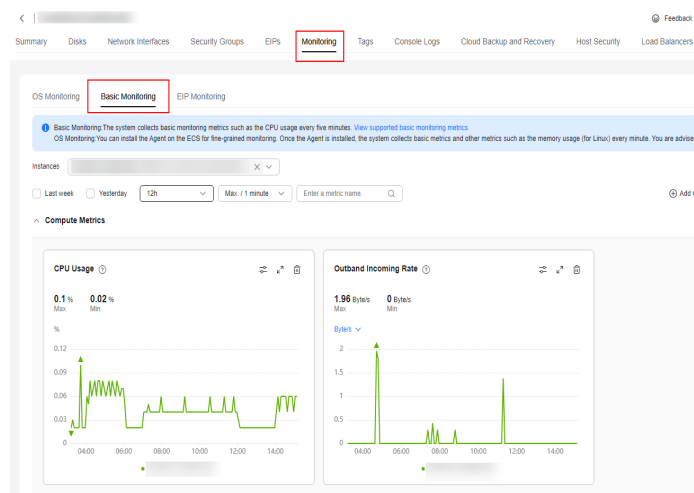 Feedback
Summary Disks Network Interfaces Security Groups EIPs Monitoring Tags Console Logs Cloud Backup and Recovery Host Security Load Balancers
OS Monitoring Basic Monitoring EIP Monitoring
Basic Monitoring:The system collects basic monitoring metrics such as the CPU usage every five minutes. View supported basic monitoring metrics
OS Monitoring:You can install the Agent on the ECS for fine-grained monitoring. Once the Agent is installed, the system collects basic metrics and other metrics such as the memory usage (for Linux) every minute. You are advise
Instances
Last week Yesterday 12h Max. / 1 minute Enter a metric name. Add
Compute Metrics
CPU Usage
0.1 % 0.02 %
Max Min
%
0.12
0.09
0.06
0.03
0
04:00 06:00 08:00 10:00 12:00 14:00
Outband Incoming Rate
1.96 Byte/s 0 Byte/s
Max Min
Byte/s
2
1.5
1
0.5
0
04:00 06:00 08:00 10:00 12:00 14:00